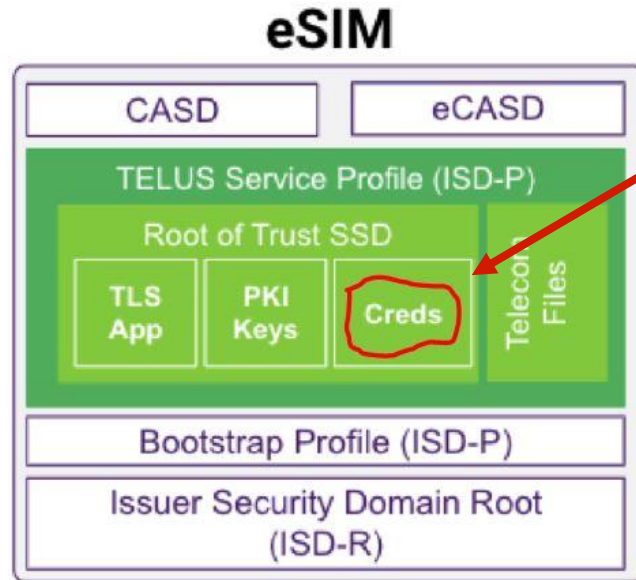 eSIM
CASD
eCASD
TELUS Service Profile (ISD-P)
Root of Trust SSD
TLS
App
PKI
Keys
Creds
Telecom
Files
Bootstrap Profile (ISD-P)
Issuer Security Domain Root
(ISD-R)